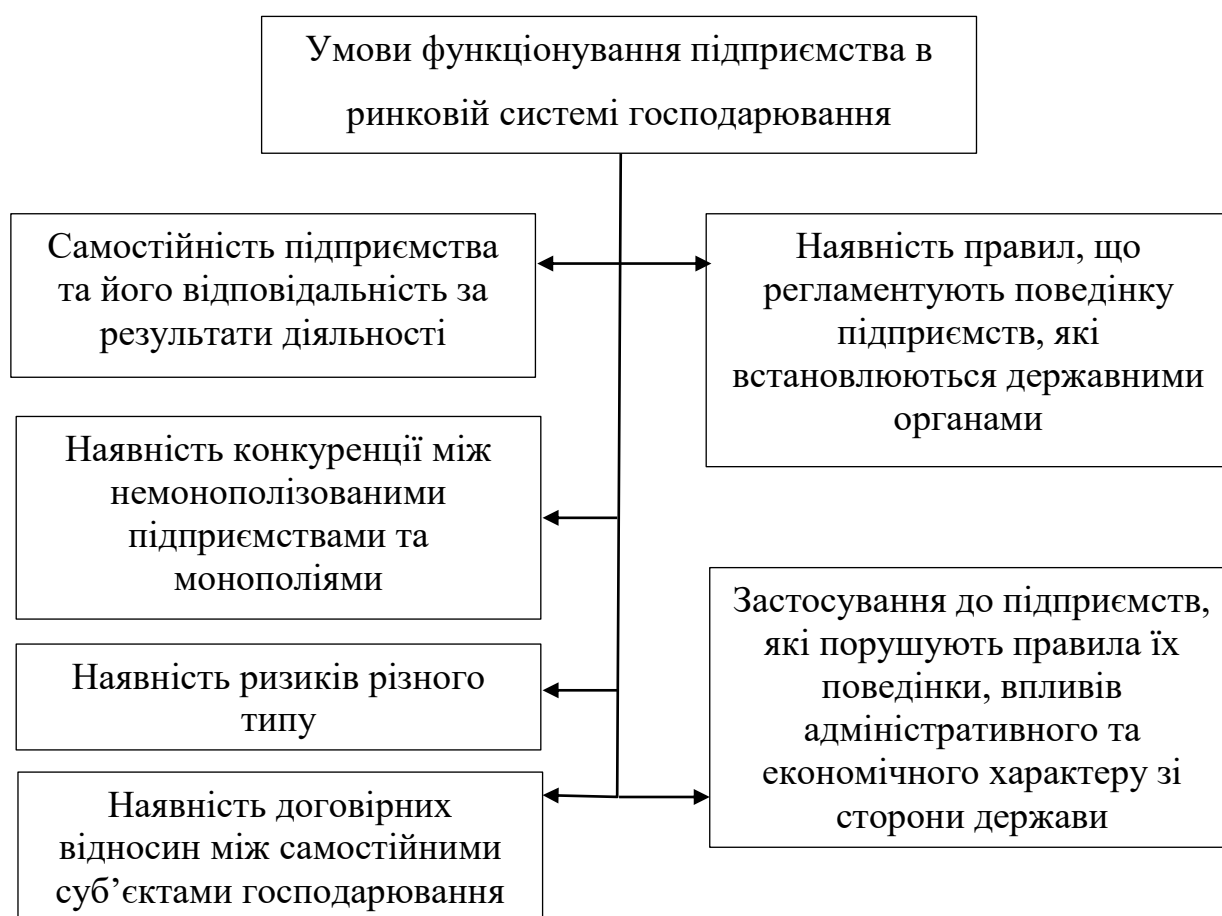 Умови функціонування підприємства в
ринковій системі господарювання
Самостійність підприємства
та його відповідальність за
результати діяльності
Наявність правил, що
регламентують поведінку
підприємств, які
встановлюються державними
органами
Наявність конкуренції між
немонополізованими
підприємствами та
монополіями
Застосування до підприємств,
які порушують правила їх
поведінки, впливів
адміністративного та
економічного характеру зі
сторони держави
Наявність ризиків різного
типу
Наявність договірних
відносин між самостійними
суб’єктами господарювання